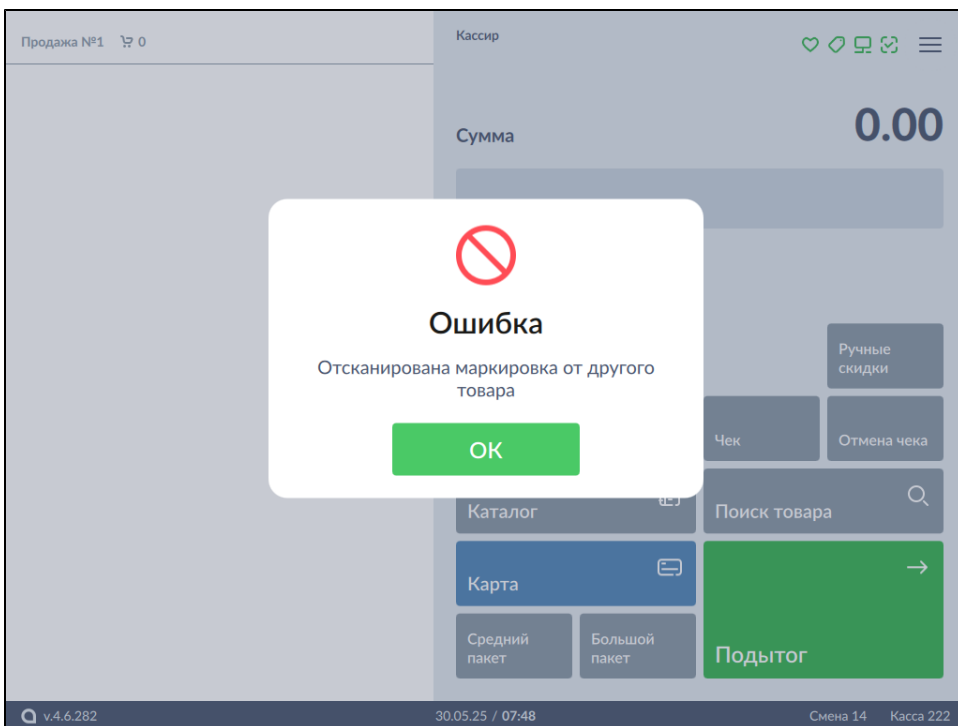 Продажа №1 0
Кассир
Сумма
0.00
Ошибка
Отсканирована маркировка от другого
товара
ОК
Ручные
скидки
Чек
Отмена чека
Каталог
Поиск товара
Карта
Средний
пакет
Большой
пакет
Подытог
v.4.6.282
30.05.25 / 07:48
Смена 14
Касса 222